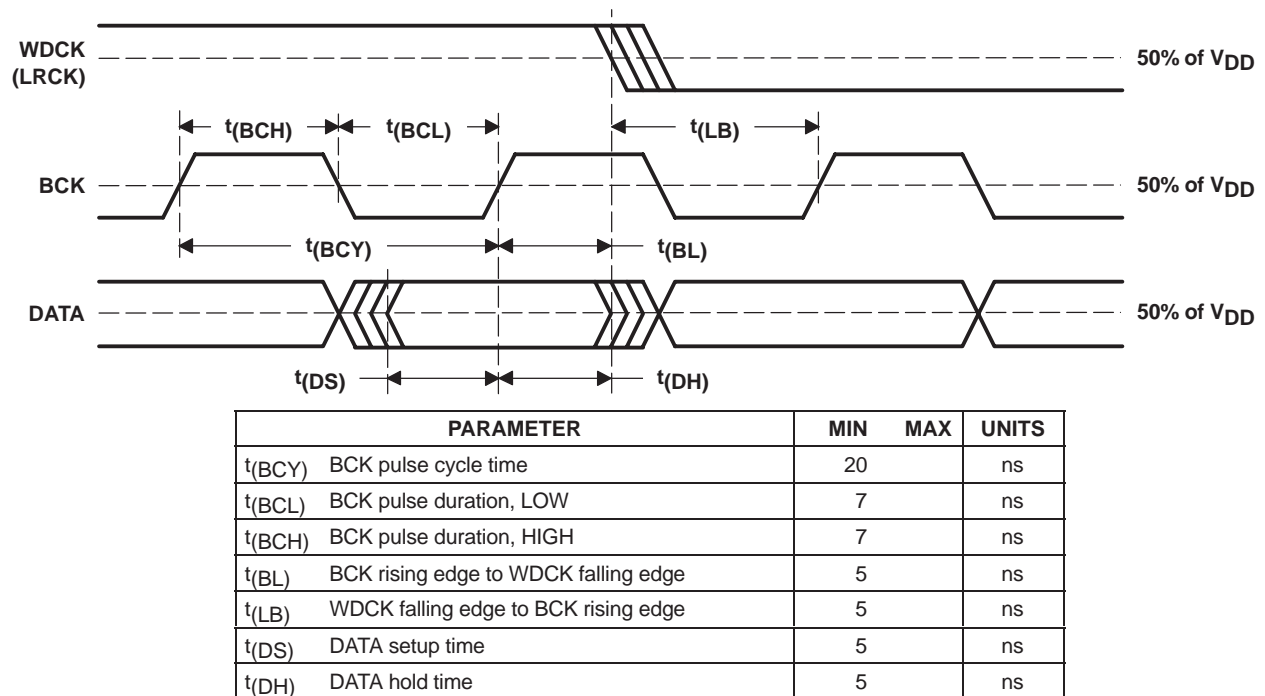 WDCK
(LRCK)
50% of VDD
t(BCH)
t(BCL)
t(LB)
BCK
50% of VDD
t(BCY)
t(BL)
DATA
50% of VDD
t(DS)
t(DH)
PARAMETER MIN MAX UNITS
t(BCY) BCK pulse cycle time 20 ns
t(BCL) BCK pulse duration, LOW 7 ns
t(BCH) BCK pulse duration, HIGH 7 ns
t(BL) BCK rising edge to WDCK falling edge 5 ns
t(LB) WDCK falling edge to BCK rising edge 5 ns
t(DS) DATA setup time 5 ns
t(DH) DATA hold time 5 ns